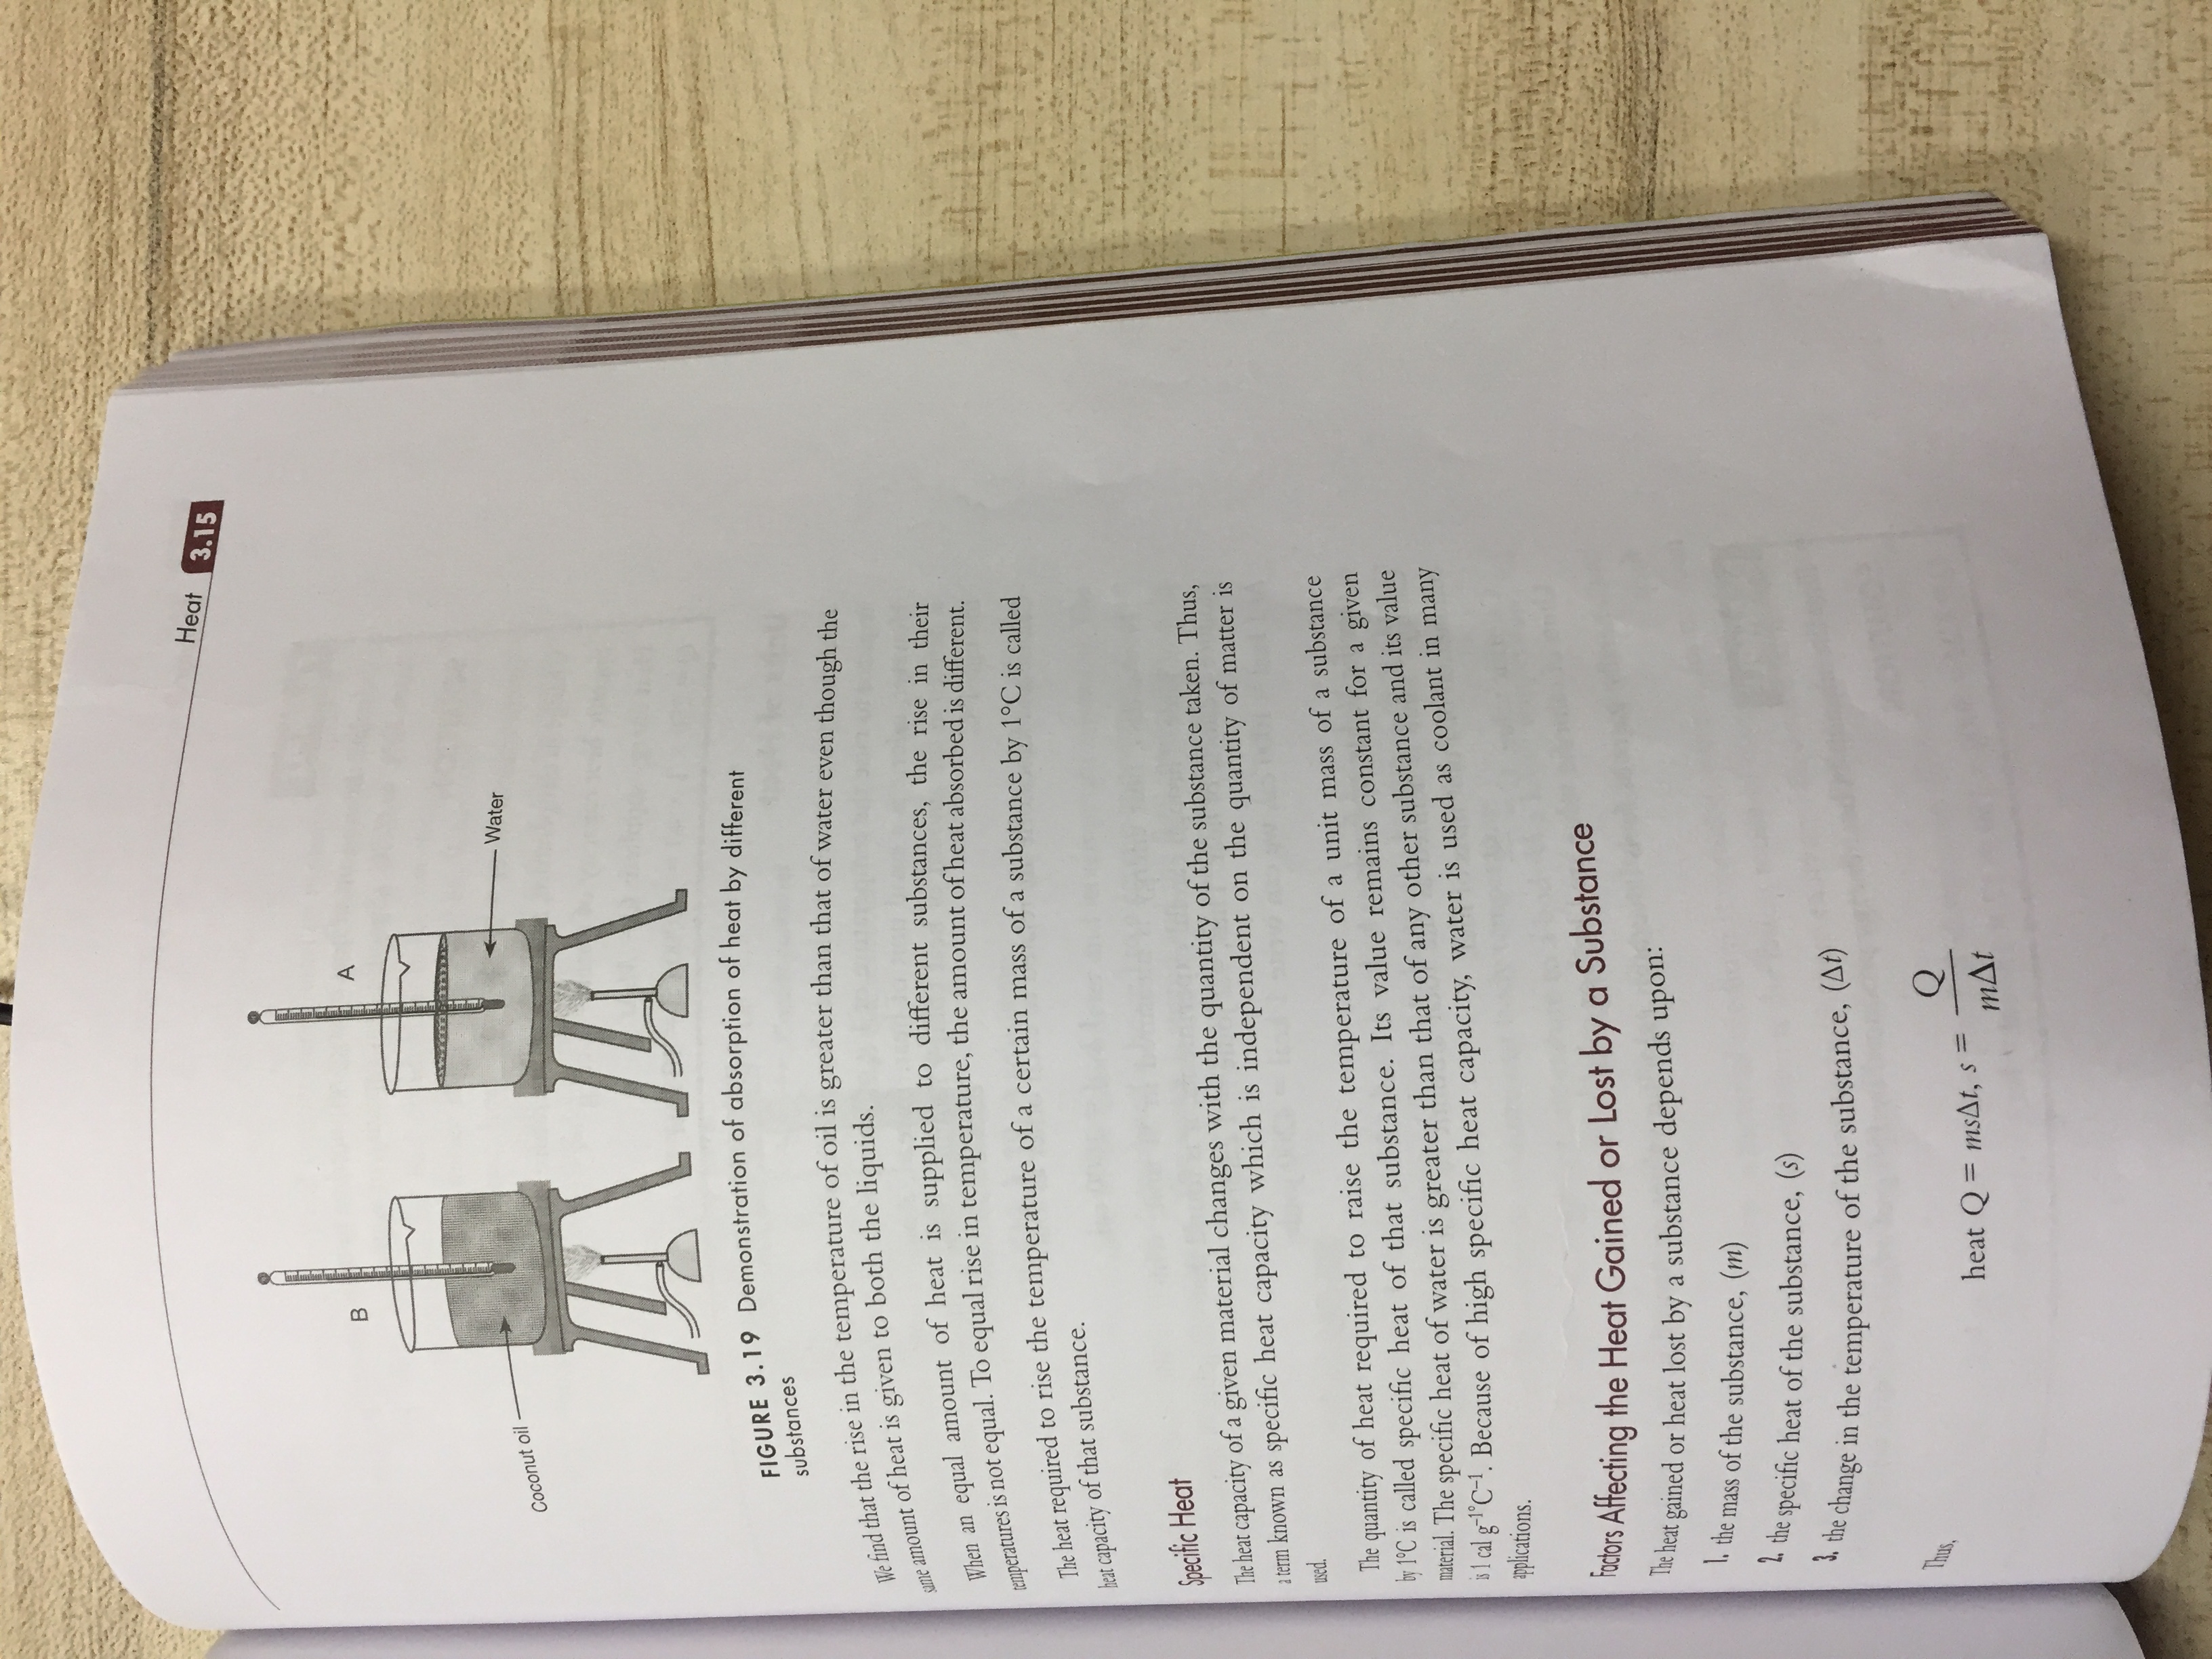 Heat 3.15
B
A
Coconut oil
Water
FIGURE 3.19 Demonstration of absorption of heat by different
substances
We find that the rise in the temperature of oil is greater than that of water even though the
same amount of heat is given to both the liquids.
When an equal amount of heat is supplied to different substances, the rise in their
temperatures is not equal. To equal rise in temperature, the amount of heat absorbed is different.
The heat required to rise the temperature of a certain mass of a substance by 1°C is called
heat capacity of that substance.
Specific Heat
The heat capacity of a given material changes with the quantity of the substance taken. Thus,
a term known as specific heat capacity which is independent on the quantity of matter is
used.
The quantity of heat required to raise the temperature of a unit mass of a substance
by 1°C is called specific heat of that substance. Its value remains constant for a given
material. The specific heat of water is greater than that of any other substance and its value
is 1 cal g⁻¹°C⁻¹. Because of high specific heat capacity, water is used as coolant in many
applications.
Factors Affecting the Heat Gained or Lost by a Substance
The heat gained or heat lost by a substance depends upon:
1. the mass of the substance, (m)
2. the specific heat of the substance, (s)
3. the change in the temperature of the substance, (Δt)
Thus,
heat Q = msΔt, s = Q / mΔt